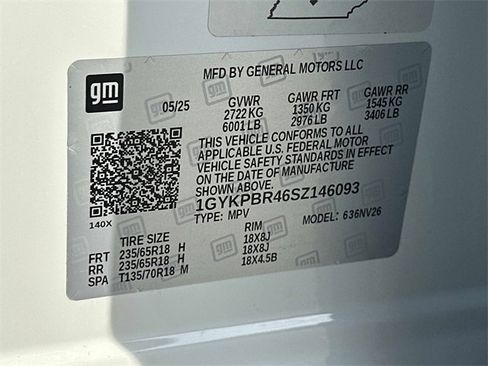 gm
MFD BY GENERAL MOTORS LLC
05/25 GVWR GAWR FRT GAWR RR
2722 KG 1350 KG 1545 KG
6001 LB 2976 LB 3406 LB
THIS VEHICLE CONFORMS TO ALL
APPLICABLE U.S. FEDERAL MOTOR
VEHICLE SAFETY STANDARDS IN EFFECT
ON THE DATE OF MANUFACTURE
SHOWN ABOVE.
1GYKPBR46SZ146093
140X TYPE: MPV MODEL: 636NV26
TIRE SIZE RIM
FRT 235/65R18 H 18X8J
RR 235/65R18 H 18X8J
SPA T135/70R18 M 18X4.5B